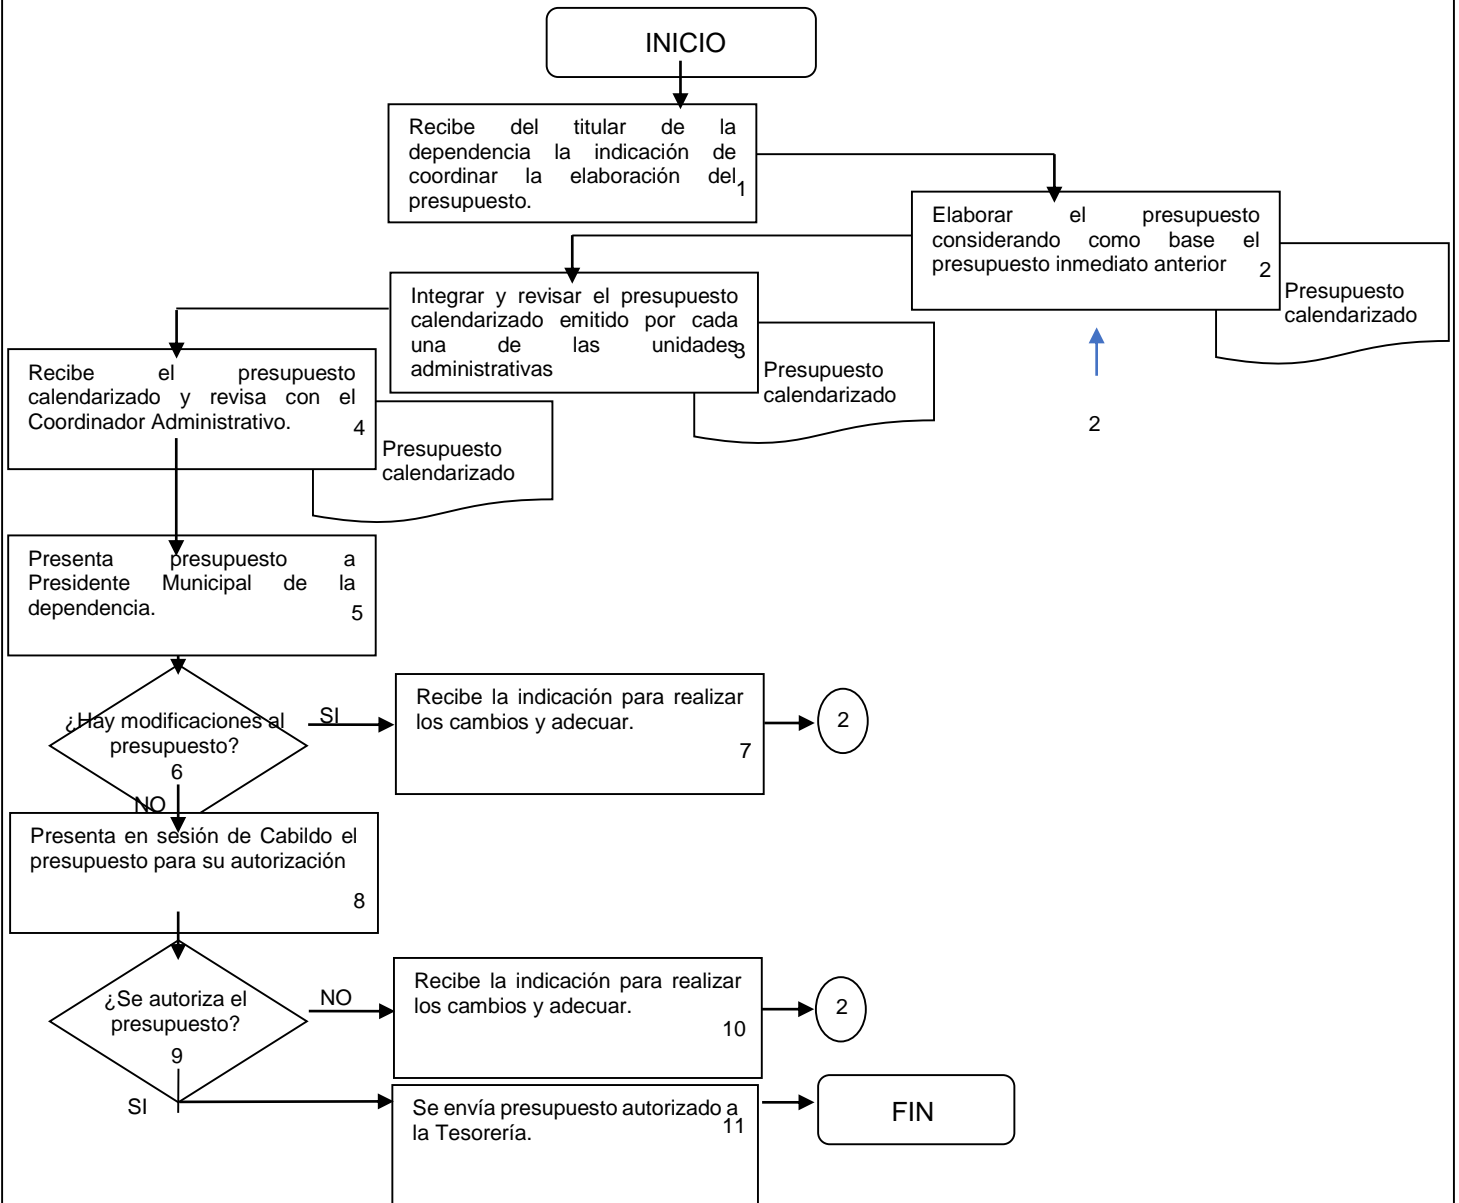 INICIO
Recibe del titular de la
dependencia la indicación de
coordinar la elaboración del
presupuesto.
1
Elaborar el presupuesto
considerando como base el
presupuesto inmediato anterior
2
Presupuesto
calendarizado
2
Integrar y revisar el presupuesto
calendarizado emitido por cada
una de las unidades
administrativas
3
Presupuesto
calendarizado
Recibe el presupuesto
calendarizado y revisa con el
Coordinador Administrativo.
4
Presupuesto
calendarizado
Presenta presupuesto a
Presidente Municipal de la
dependencia.
5
¿Hay modificaciones al
presupuesto?
6
SI
Recibe la indicación para realizar
los cambios y adecuar.
7
2
NO
Presenta en sesión de Cabildo el
presupuesto para su autorización
8
¿Se autoriza el
presupuesto?
9
NO
Recibe la indicación para realizar
los cambios y adecuar.
10
2
SI
Se envía presupuesto autorizado a
la Tesorería.
11
FIN